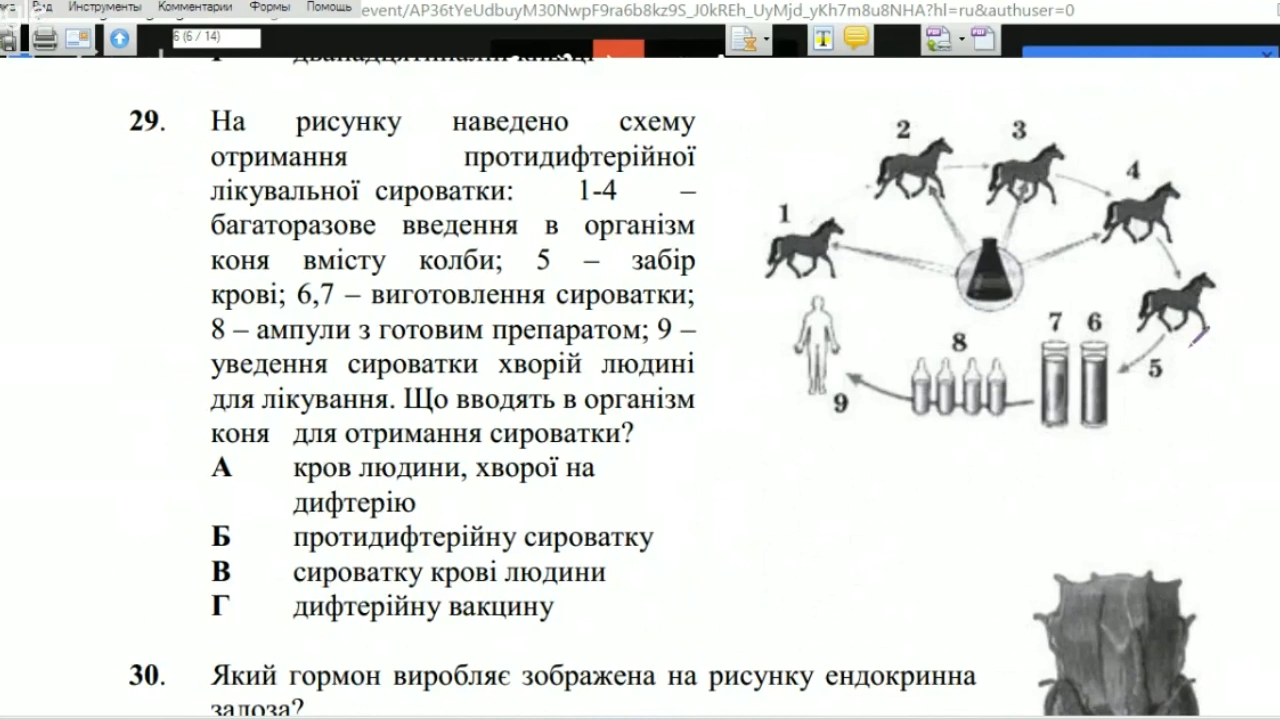 Инструменты Комментарии Формы Помощь
event/AP36tYeUdbuyM30NwpF9ra6b8kz9S_J0kREh_UyMjd_yKh7m8u8NHA?hl=ru&authuser=0
6 (6 / 14)
29. На рисунку наведено схему
отримання протидифтерійної
лікувальної сироватки: 1-4 –
багаторазове введення в організм
коня вмісту колби; 5 – забір
крові; 6,7 – виготовлення сироватки;
8 – ампули з готовим препаратом; 9 –
уведення сироватки хворій людині
для лікування. Що вводять в організм
коня для отримання сироватки?
А кров людини, хворої на
дифтерію
Б протидифтерійну сироватку
В сироватку крові людини
Г дифтерійну вакцину
1
2
3
4
5
6
7
8
9
30. Який гормон виробляє зображена на рисунку ендокринна
залоза?